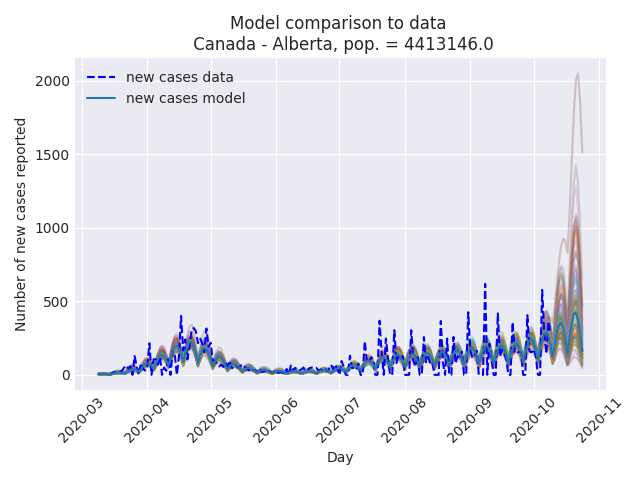 Model comparison to data
Canada - Alberta, pop. = 4413146.0
new cases data
new cases model
Number of new cases reported
2000
1500
1000
500
0
2020-03
2020-04
2020-05
2020-06
2020-07
2020-08
2020-09
2020-10
2020-11
Day